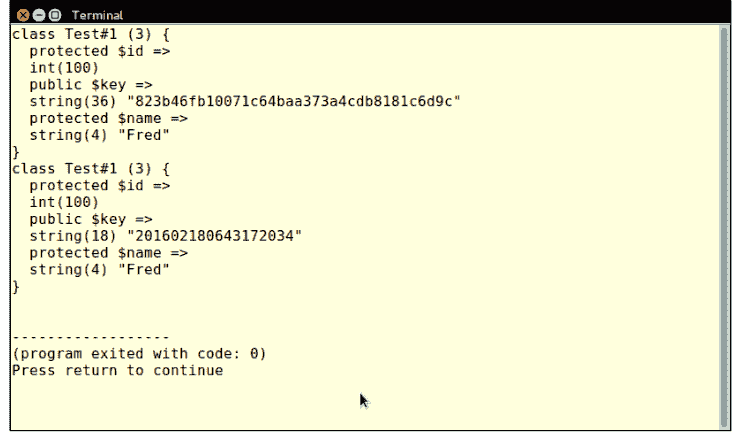 Terminal
class Test#1 (3) {
  protected $id =>
  int(100)
  public $key =>
  string(36) "823b46fb10071c64baa373a4cdb8181c6d9c"
  protected $name =>
  string(4) "Fred"
}
class Test#1 (3) {
  protected $id =>
  int(100)
  public $key =>
  string(18) "201602180643172034"
  protected $name =>
  string(4) "Fred"
}
------------------
(program exited with code: 0)
Press return to continue